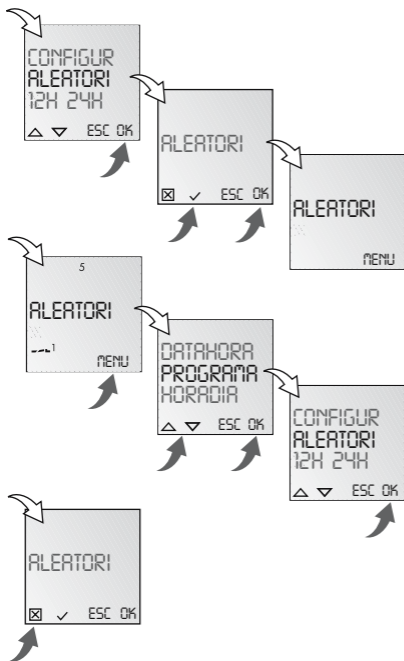 CONFIGUR
ALEATORI
12H 24H
ESC OK
ALEATORI
ESC OK
ALEATORI
MENU
5
ALEATORI
1
MENU
DATAHORA
PROGRAMA
HORADIA
ESC OK
CONFIGUR
ALEATORI
12H 24H
ESC OK
ALEATORI
ESC OK